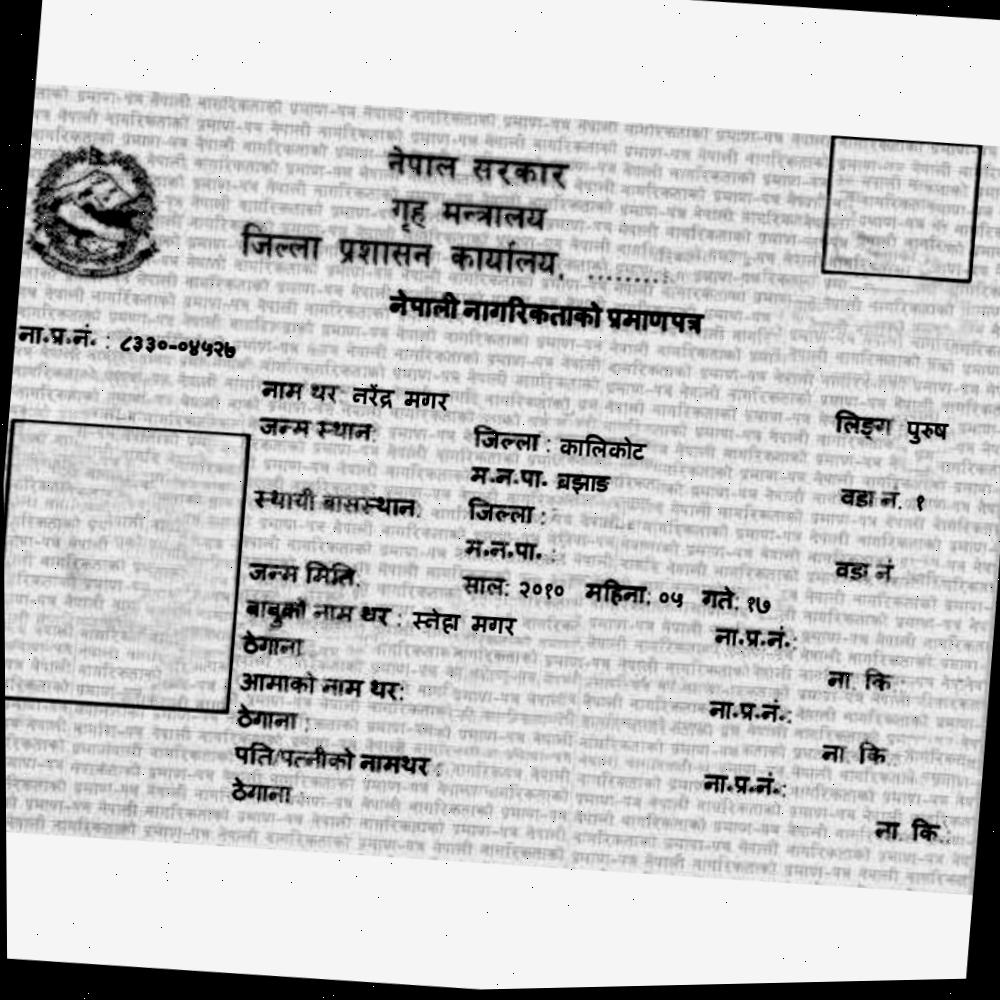 नेपाल सरकार
गृह मन्त्रालय
जिल्ला प्रशासन कार्यालय, .........:
नेपाली नागरिकताको प्रमाणपत्र
ना.प्र.नं. : ८३३०-०४५२७
नाम थर: नरेंद्र मगर लिङ्ग पुरुष
जन्म स्थान: जिल्ला : कालिकोट
म.न.पा. ब्रझाङ वडा नं. १
स्थायी बासस्थान: जिल्ला :
म.न.पा. : वडा नं
जन्म मिति: साल: २०१० महिना: ०५ गते: १७
बाबुको नाम थर : स्नेहा मगर ना.प्र.नं.:
ठेगाना ना. कि
आमाको नाम थर: ना.प्र.नं.:
ठेगाना : ना. कि
पति/पत्नीको नामथर : ना.प्र.नं.:
ठेगाना ना. कि.: